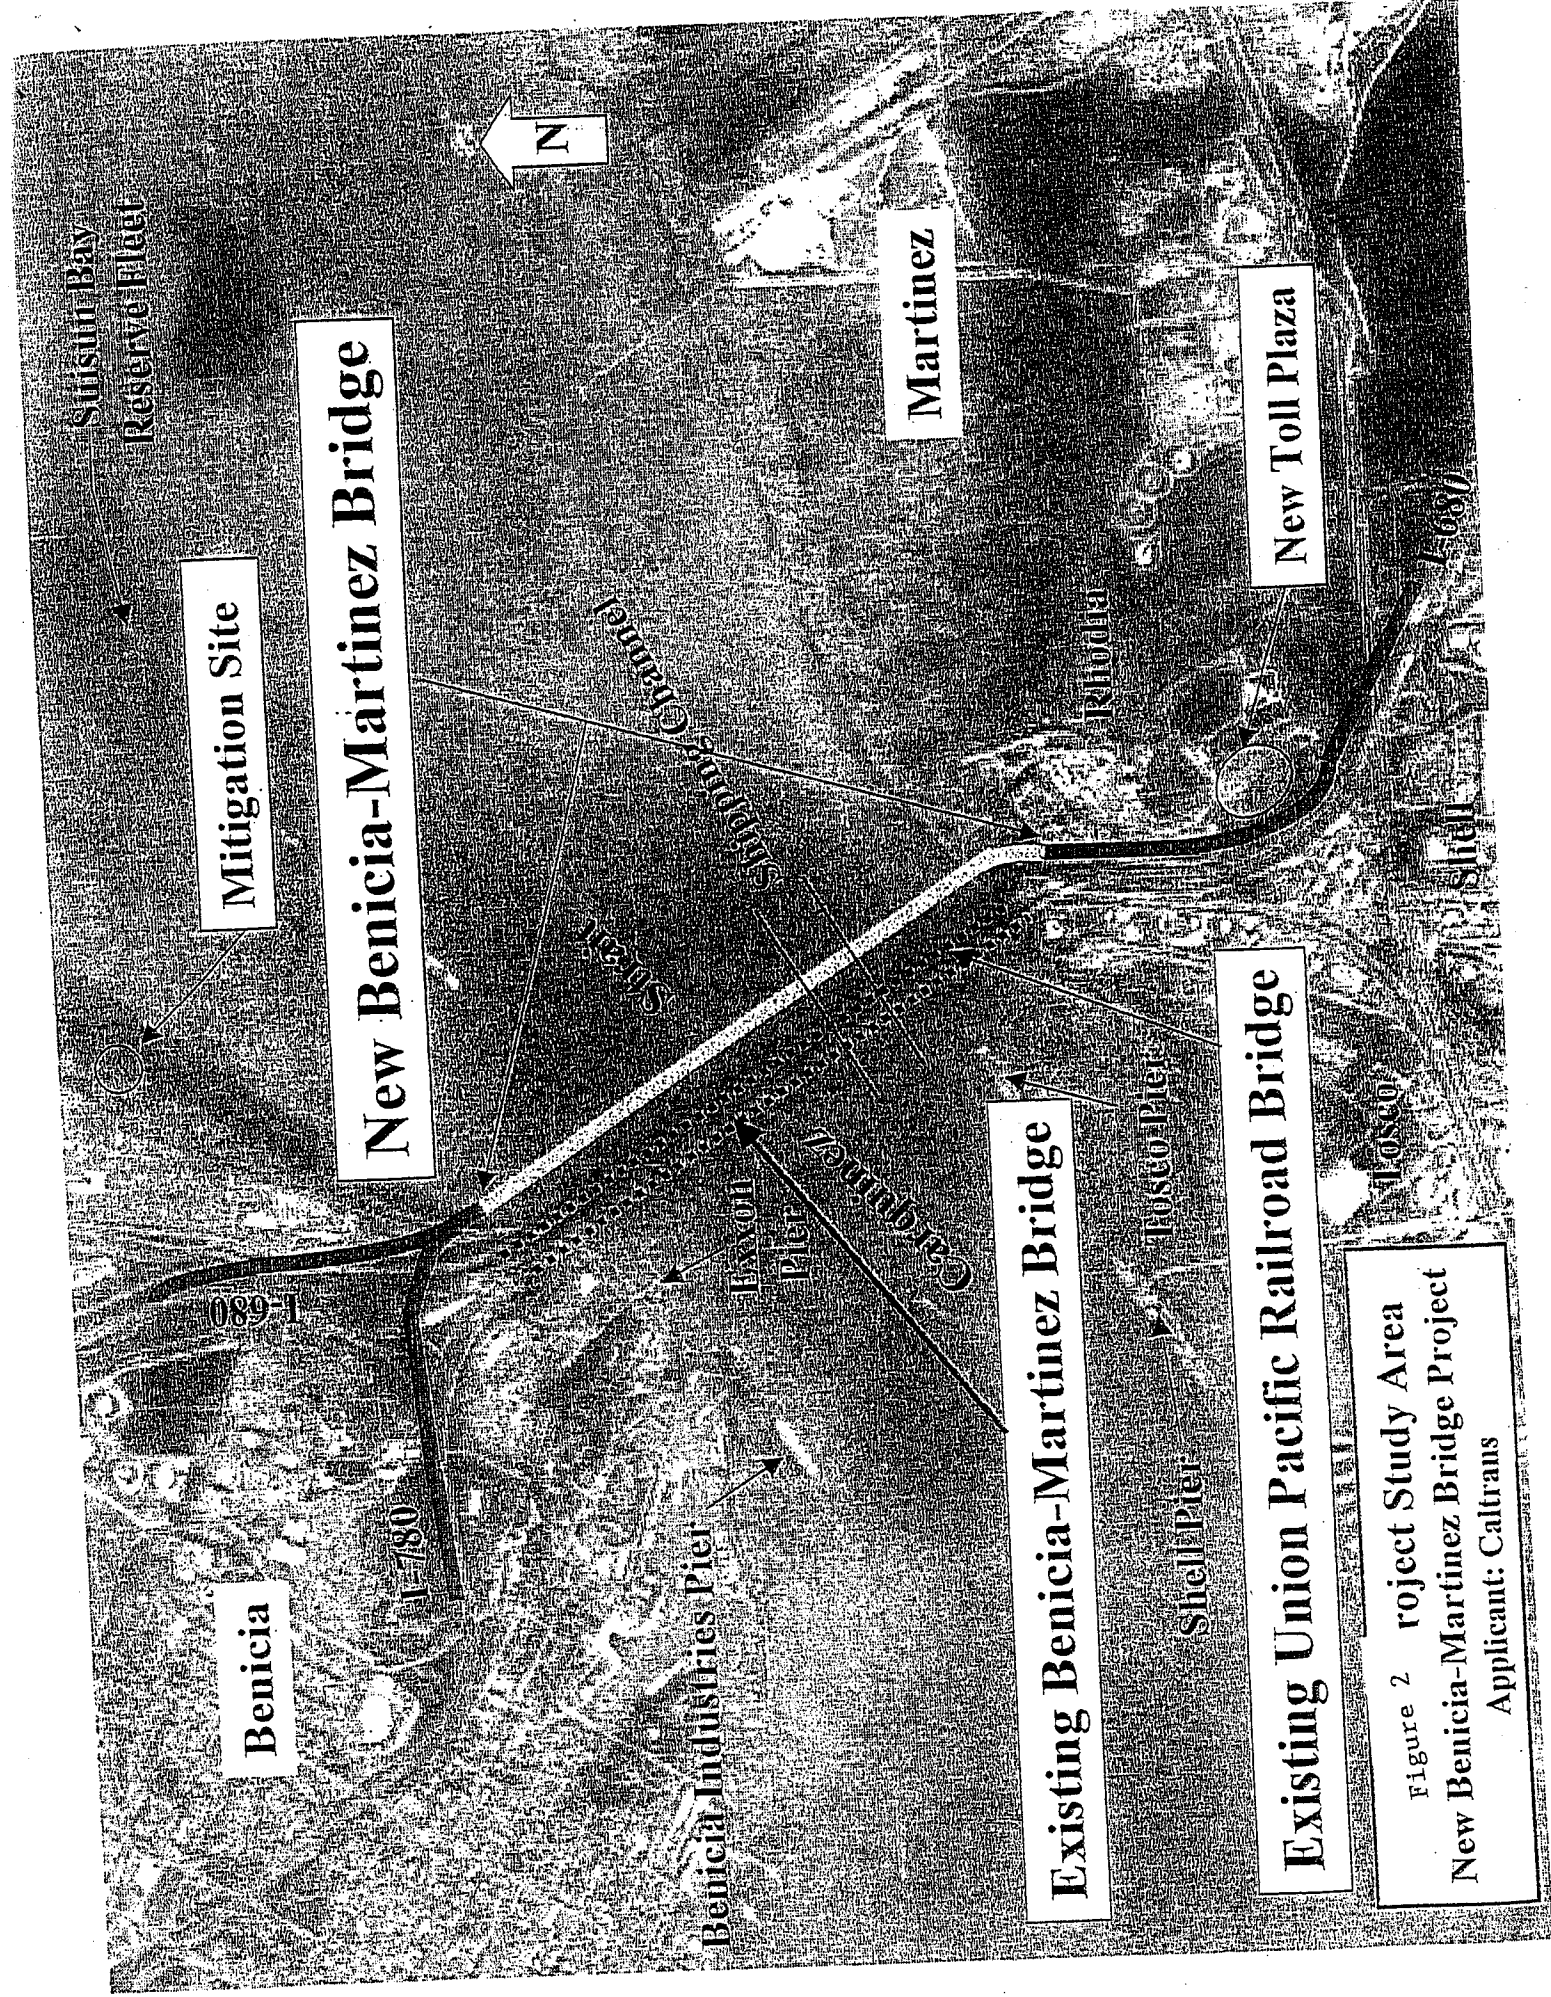 Suisun Bay
Reserve Fleet
N
Mitigation Site
New Benicia-Martinez Bridge
I-680
Benicia
I-780
Shipping Channel
Strait
Carquinez
Martinez
Exxon
Pier
Benicia Industries Pier
Rhodia
New Toll Plaza
I-680
Existing Benicia-Martinez Bridge
Tosco Pier
Shell Pier
Existing Union Pacific Railroad Bridge
Tosco
Shell
Figure 2 roject Study Area
New Benicia-Martinez Bridge Project
Applicant: Caltrans